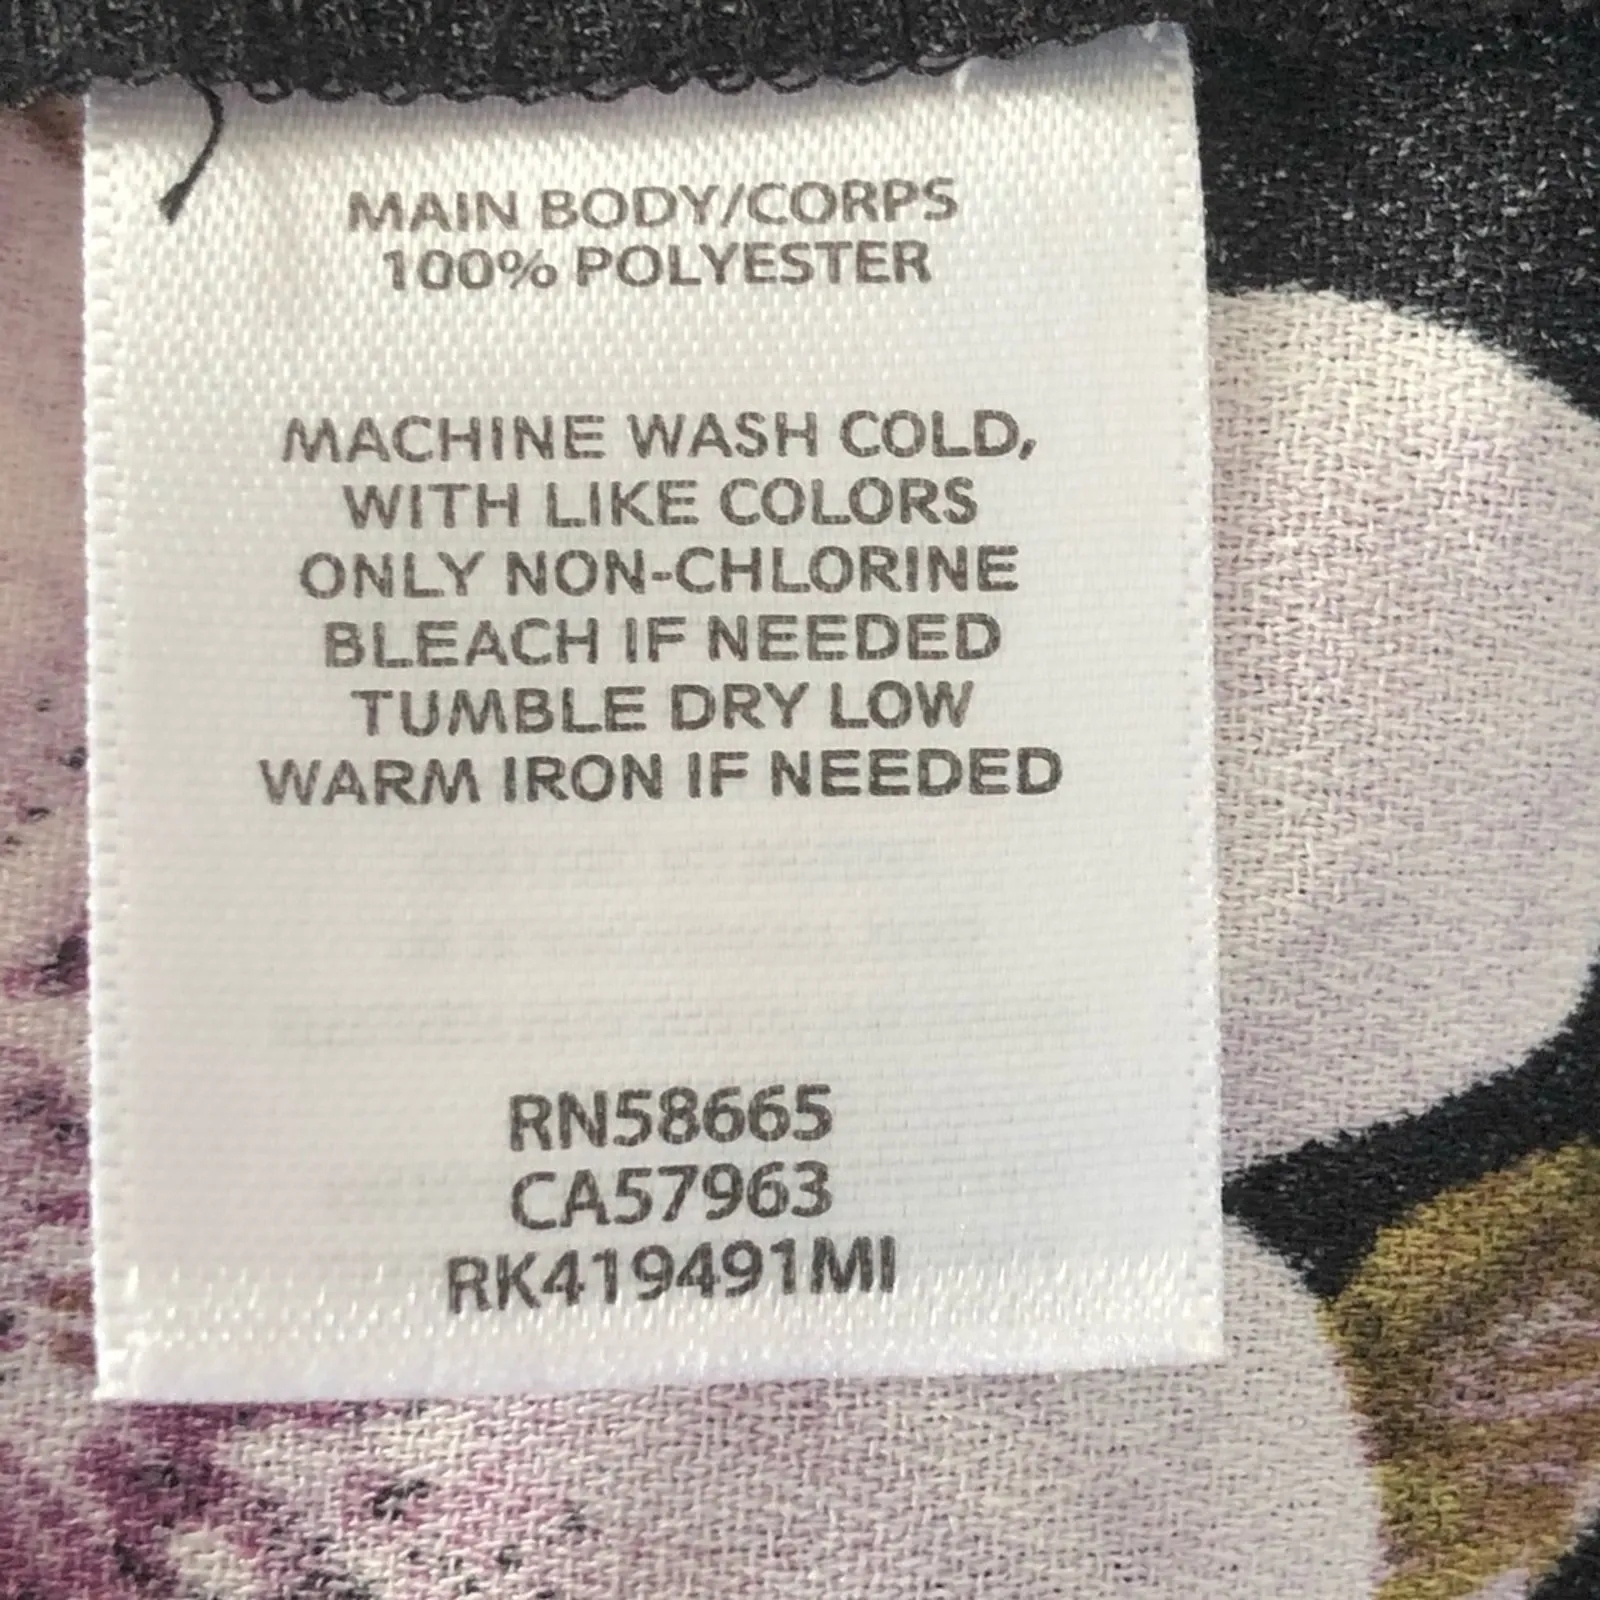 MAIN BODY/CORPS
100% POLYESTER
MACHINE WASH COLD,
WITH LIKE COLORS
ONLY NON-CHLORINE
BLEACH IF NEEDED
TUMBLE DRY LOW
WARM IRON IF NEEDED
RN58665
CA57963
RK419491MI